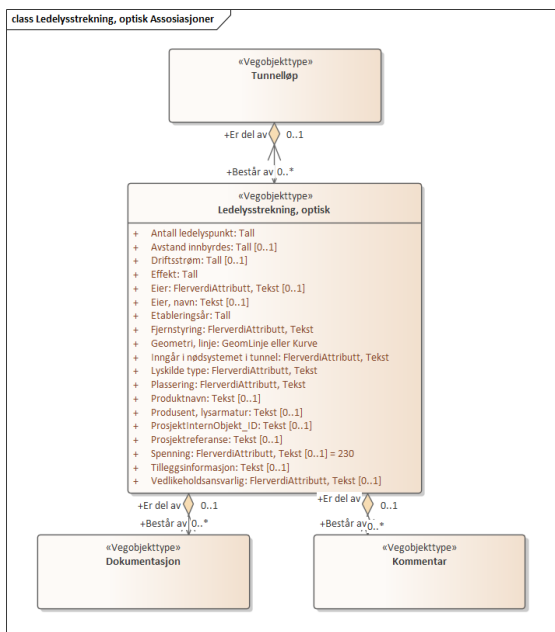 class Ledelysstrekning, optisk Assosiasjoner
«Vegobjekttype»
Tunnelløp
+Er del av 0..1
+Består av 0..*
«Vegobjekttype»
Ledelysstrekning, optisk
+ Antall ledelyspunkt: Tall
+ Avstand innbyrdes: Tall [0..1]
+ Driftsstrøm: Tall [0..1]
+ Effekt: Tall
+ Eier: FlerverdiAttributt, Tekst [0..1]
+ Eier, navn: Tekst [0..1]
+ Etableringsår: Tall
+ Fjernstyring: FlerverdiAttributt, Tekst
+ Geometri, linje: GeomLinje eller Kurve
+ Inngår i nødsystemet i tunnel: FlerverdiAttributt, Tekst
+ Lyskilde type: FlerverdiAttributt, Tekst
+ Plassering: FlerverdiAttributt, Tekst
+ Produktnavn: Tekst [0..1]
+ Produsent, lysarmatur: Tekst [0..1]
+ ProsjektInternObjekt_ID: Tekst [0..1]
+ Prosjektreferanse: Tekst [0..1]
+ Spenning: FlerverdiAttributt, Tekst [0..1] = 230
+ Tilleggsinformasjon: Tekst [0..1]
+ Vedlikeholdsansvarlig: FlerverdiAttributt, Tekst [0..1]
+Er del av 0..1 +Er del av 0..1
+Består av 0..* +Består av 0..*
«Vegobjekttype» «Vegobjekttype»
Dokumentasjon Kommentar